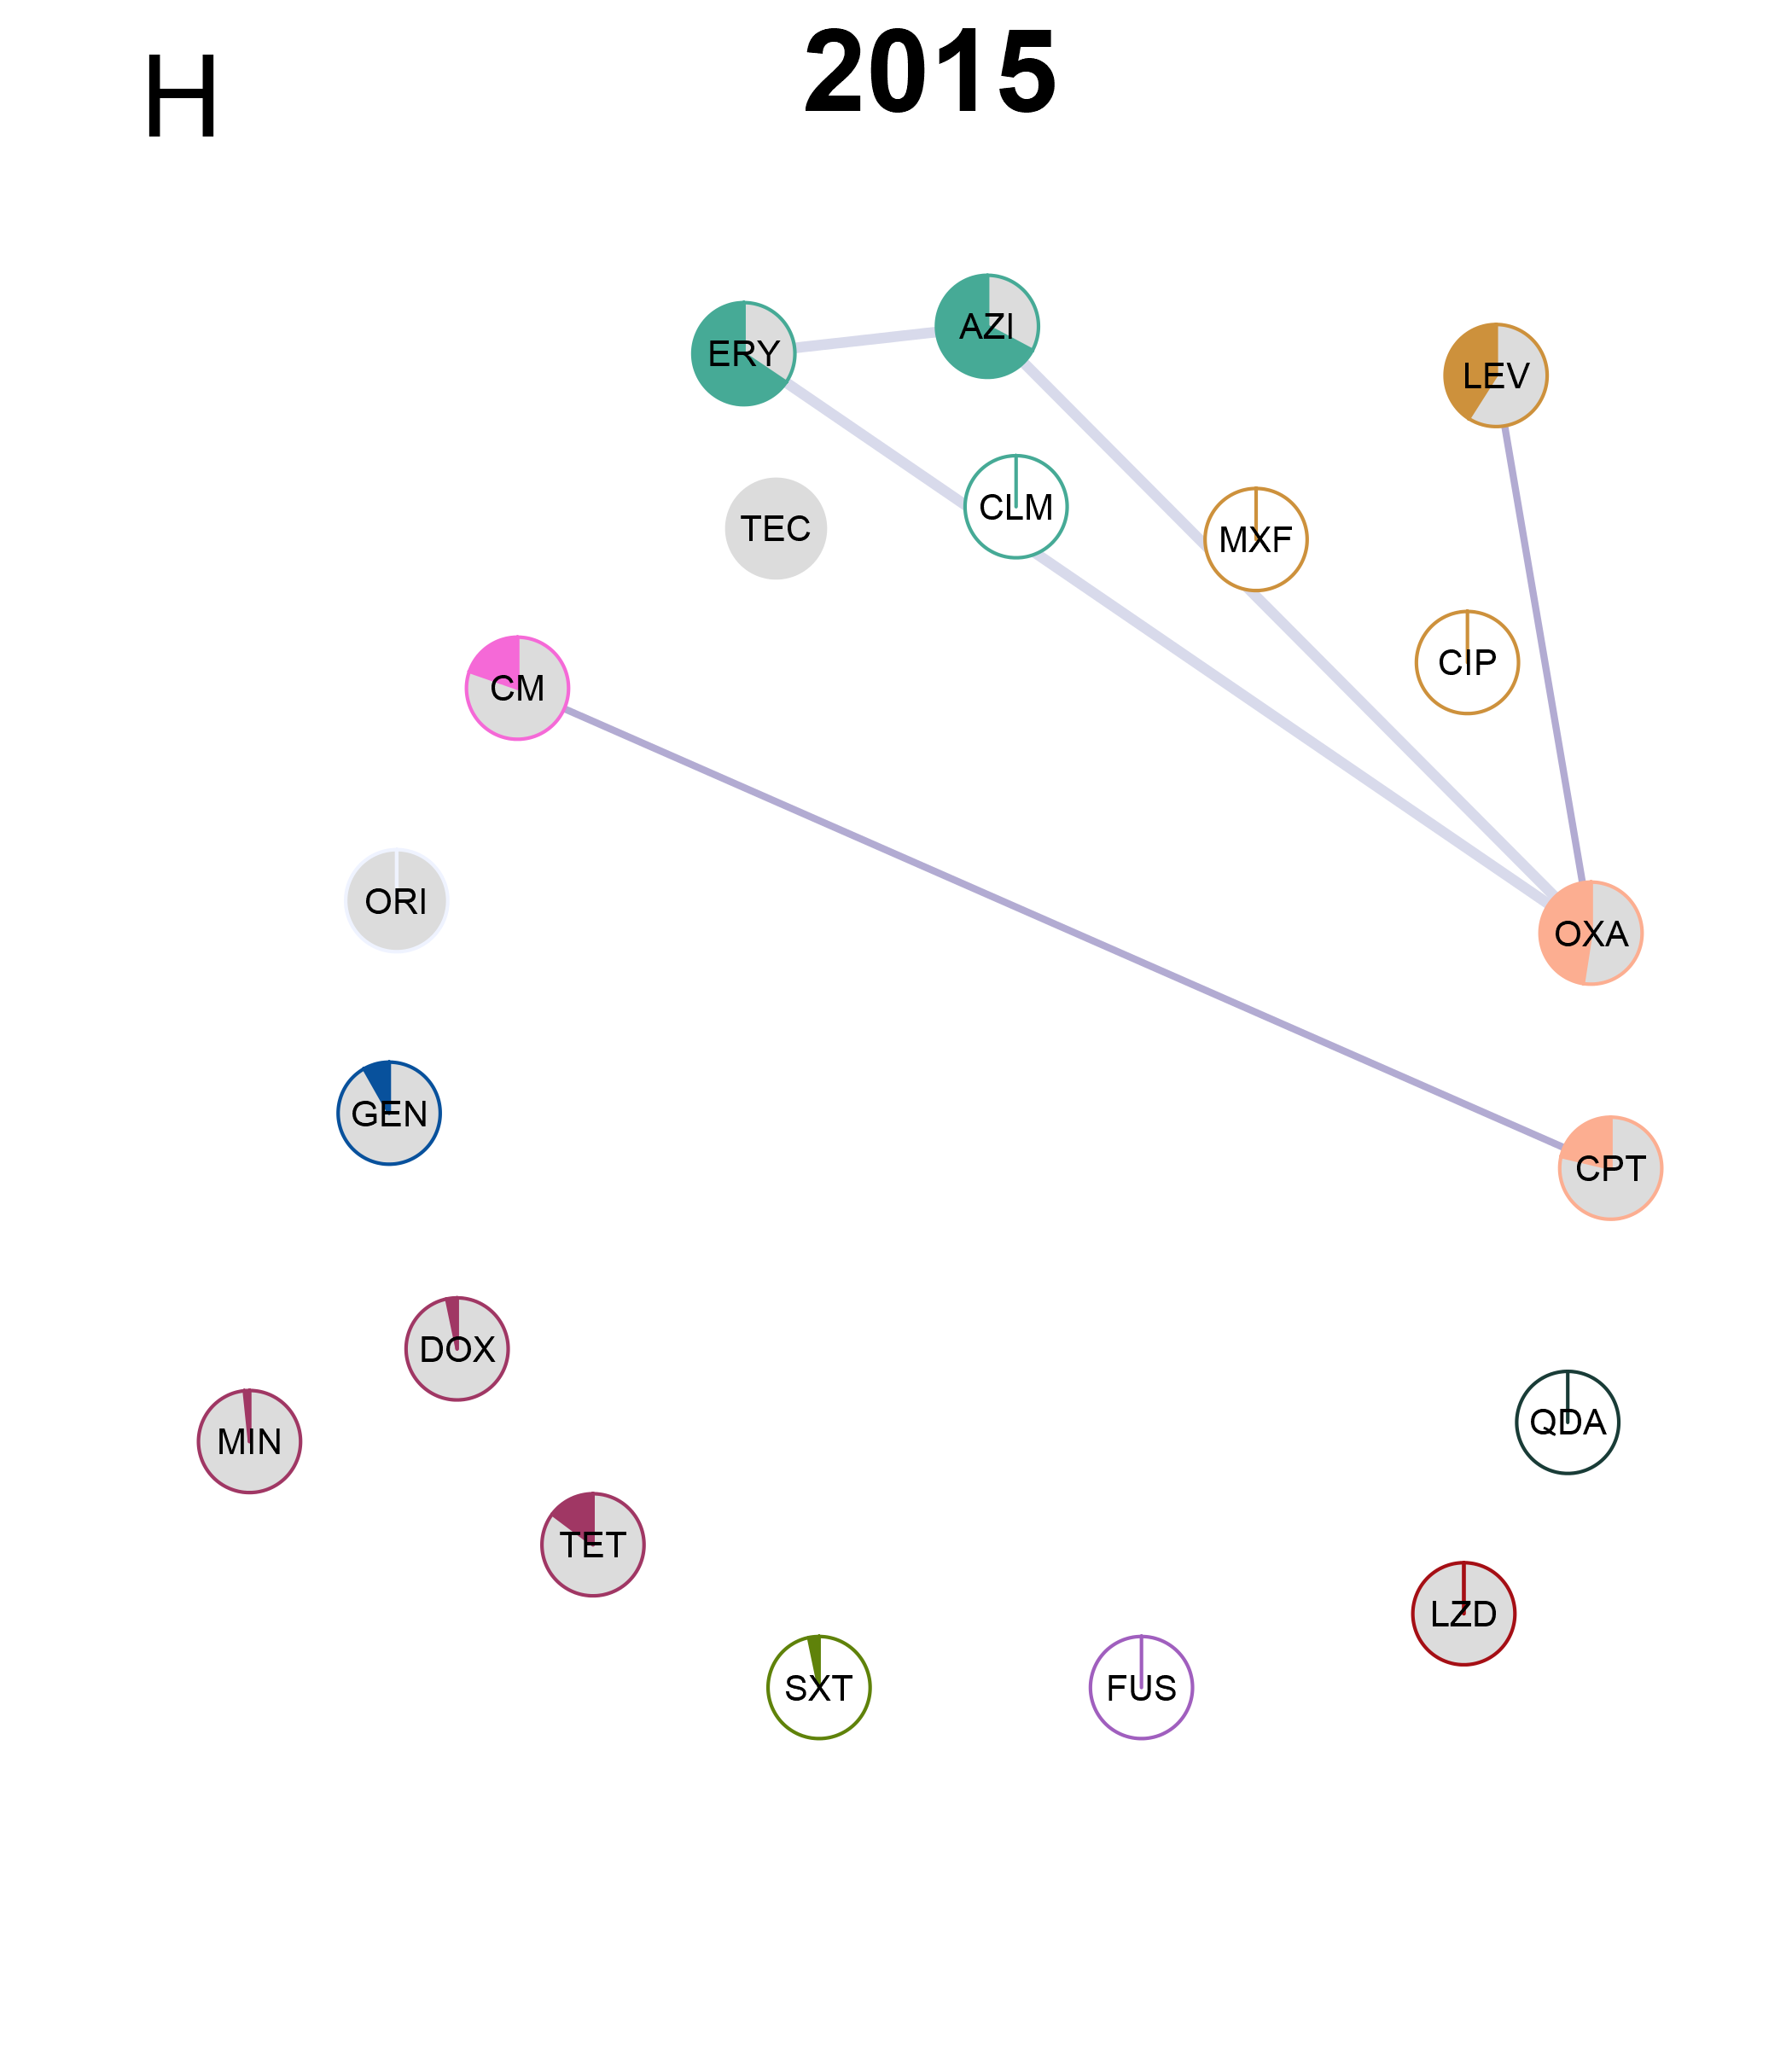 H
2015
ERY
AZI
LEV
CLM
TEC
MXF
CIP
CM
ORI
OXA
GEN
CPT
DOX
MIN
QDA
TET
LZD
SXT
FUS